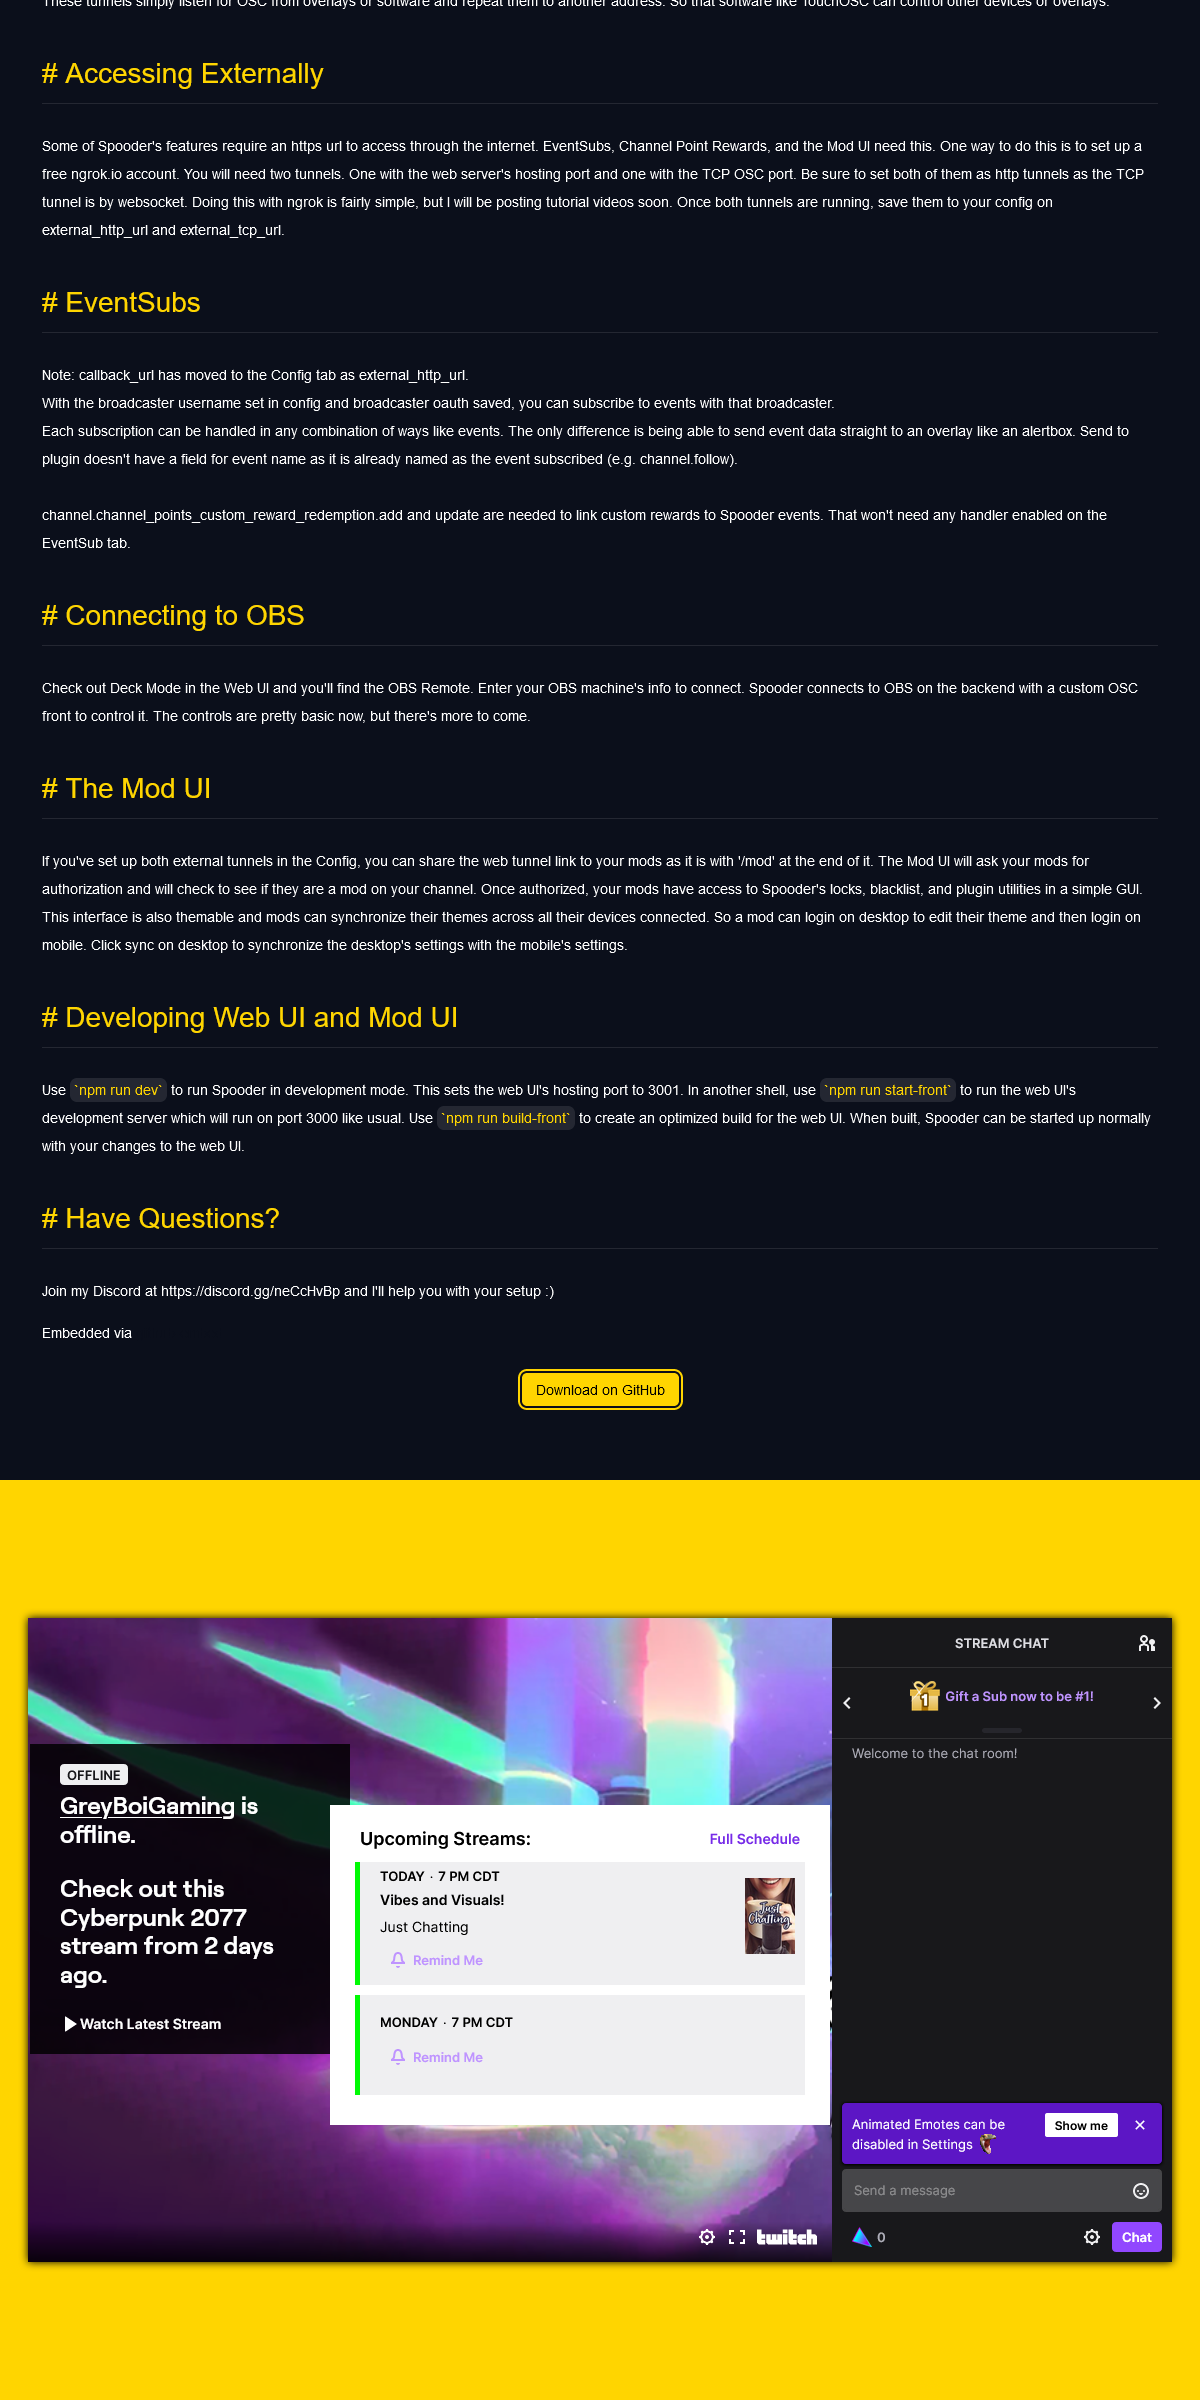 These tunnels simply listen for OSC from overlays or software and repeat them to another address. So that software like TouchOSC can control other devices or overlays.
# Accessing Externally
Some of Spooder's features require an https url to access through the internet. EventSubs, Channel Point Rewards, and the Mod UI need this. One way to do this is to set up a
free ngrok.io account. You will need two tunnels. One with the web server's hosting port and one with the TCP OSC port. Be sure to set both of them as http tunnels as the TCP
tunnel is by websocket. Doing this with ngrok is fairly simple, but I will be posting tutorial videos soon. Once both tunnels are running, save them to your config on
external_http_url and external_tcp_url.
# EventSubs
Note: callback_url has moved to the Config tab as external_http_url.
With the broadcaster username set in config and broadcaster oauth saved, you can subscribe to events with that broadcaster.
Each subscription can be handled in any combination of ways like events. The only difference is being able to send event data straight to an overlay like an alertbox. Send to
plugin doesn't have a field for event name as it is already named as the event subscribed (e.g. channel.follow).
channel.channel_points_custom_reward_redemption.add and update are needed to link custom rewards to Spooder events. That won't need any handler enabled on the
EventSub tab.
# Connecting to OBS
Check out Deck Mode in the Web UI and you'll find the OBS Remote. Enter your OBS machine's info to connect. Spooder connects to OBS on the backend with a custom OSC
front to control it. The controls are pretty basic now, but there's more to come.
# The Mod UI
If you've set up both external tunnels in the Config, you can share the web tunnel link to your mods as it is with '/mod' at the end of it. The Mod UI will ask your mods for
authorization and will check to see if they are a mod on your channel. Once authorized, your mods have access to Spooder's locks, blacklist, and plugin utilities in a simple GUI.
This interface is also themable and mods can synchronize their themes across all their devices connected. So a mod can login on desktop to edit their theme and then login on
mobile. Click sync on desktop to synchronize the desktop's settings with the mobile's settings.
# Developing Web UI and Mod UI
Use `npm run dev` to run Spooder in development mode. This sets the web UI's hosting port to 3001. In another shell, use `npm run start-front` to run the web UI's
development server which will run on port 3000 like usual. Use `npm run build-front` to create an optimized build for the web UI. When built, Spooder can be started up normally
with your changes to the web UI.
# Have Questions?
Join my Discord at https://discord.gg/neCcHvBp and I'll help you with your setup :)
Embedded via
Download on GitHub
OFFLINE
GreyBoiGaming is
offline.
Check out this
Cyberpunk 2077
stream from 2 days
ago.
Watch Latest Stream
Upcoming Streams:
Full Schedule
TODAY · 7 PM CDT
Vibes and Visuals!
Just Chatting
Just
Chatting
Remind Me
MONDAY · 7 PM CDT
Remind Me
twitch
STREAM CHAT
1
Gift a Sub now to be #1!
Welcome to the chat room!
Animated Emotes can be
disabled in Settings
Show me
Send a message
0
Chat